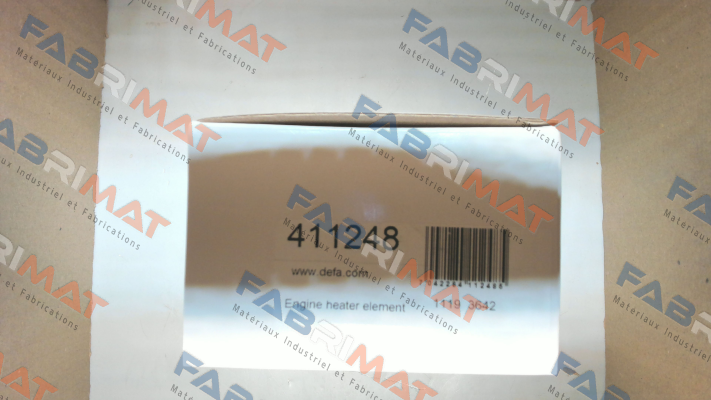 FABRIMAT
Matériaux Industriel et Fabrications
411248
www.defa.com
Engine heater element
1119 3642